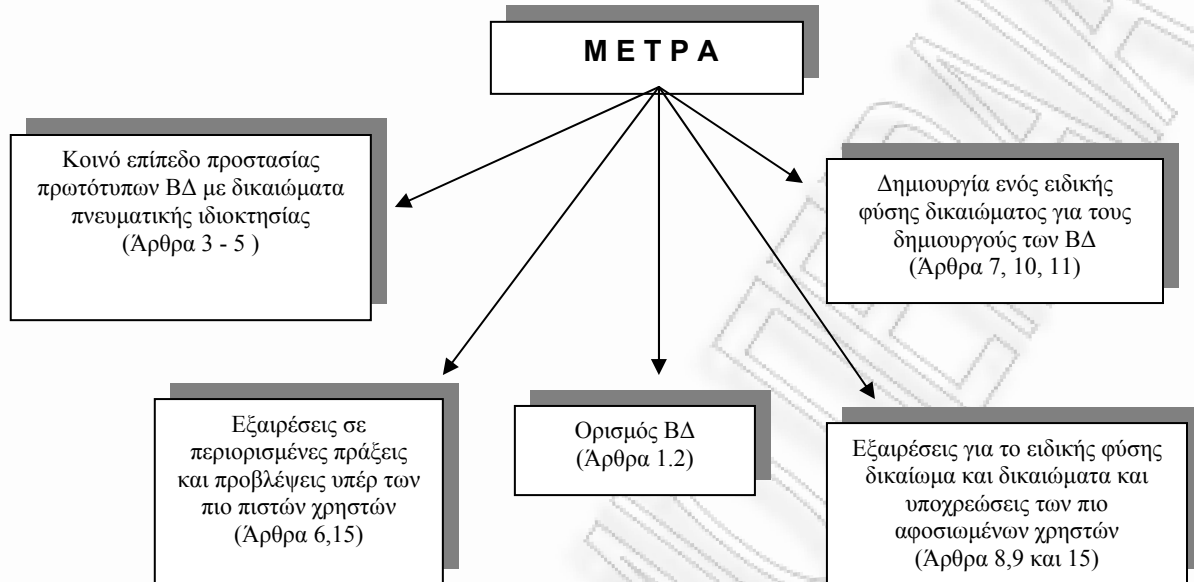 Μ Ε Τ Ρ Α
Κοινό επίπεδο προστασίας
πρωτότυπων ΒΔ με δικαιώματα
πνευματικής ιδιοκτησίας
(Άρθρα 3 - 5 )
Δημιουργία ενός ειδικής
φύσης δικαιώματος για τους
δημιουργούς των ΒΔ
(Άρθρα 7, 10, 11)
Εξαιρέσεις σε
περιορισμένες πράξεις
και προβλέψεις υπέρ των
πιο πιστών χρηστών
(Άρθρα 6,15)
Ορισμός ΒΔ
(Άρθρα 1.2)
Εξαιρέσεις για το ειδικής φύσης
δικαίωμα και δικαιώματα και
υποχρεώσεις των πιο
αφοσιωμένων χρηστών
(Άρθρα 8,9 και 15)